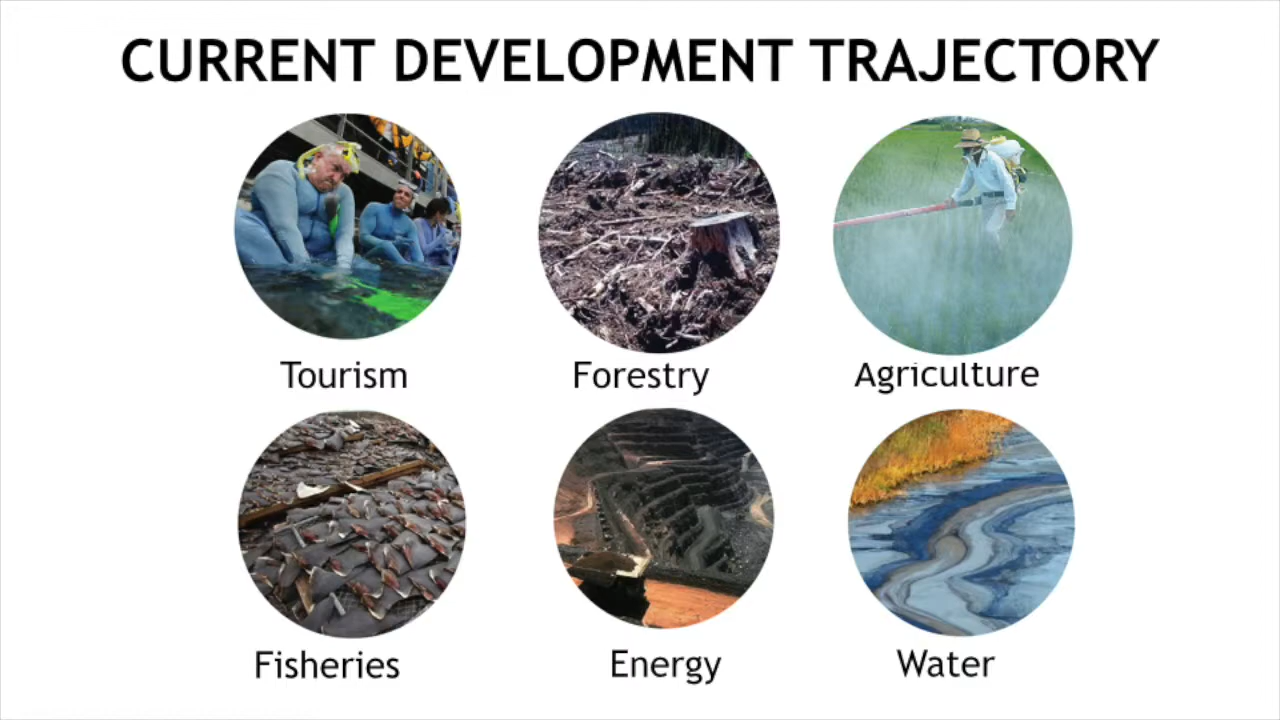 CURRENT DEVELOPMENT TRAJECTORY
Tourism
Forestry
Agriculture
Fisheries
Energy
Water